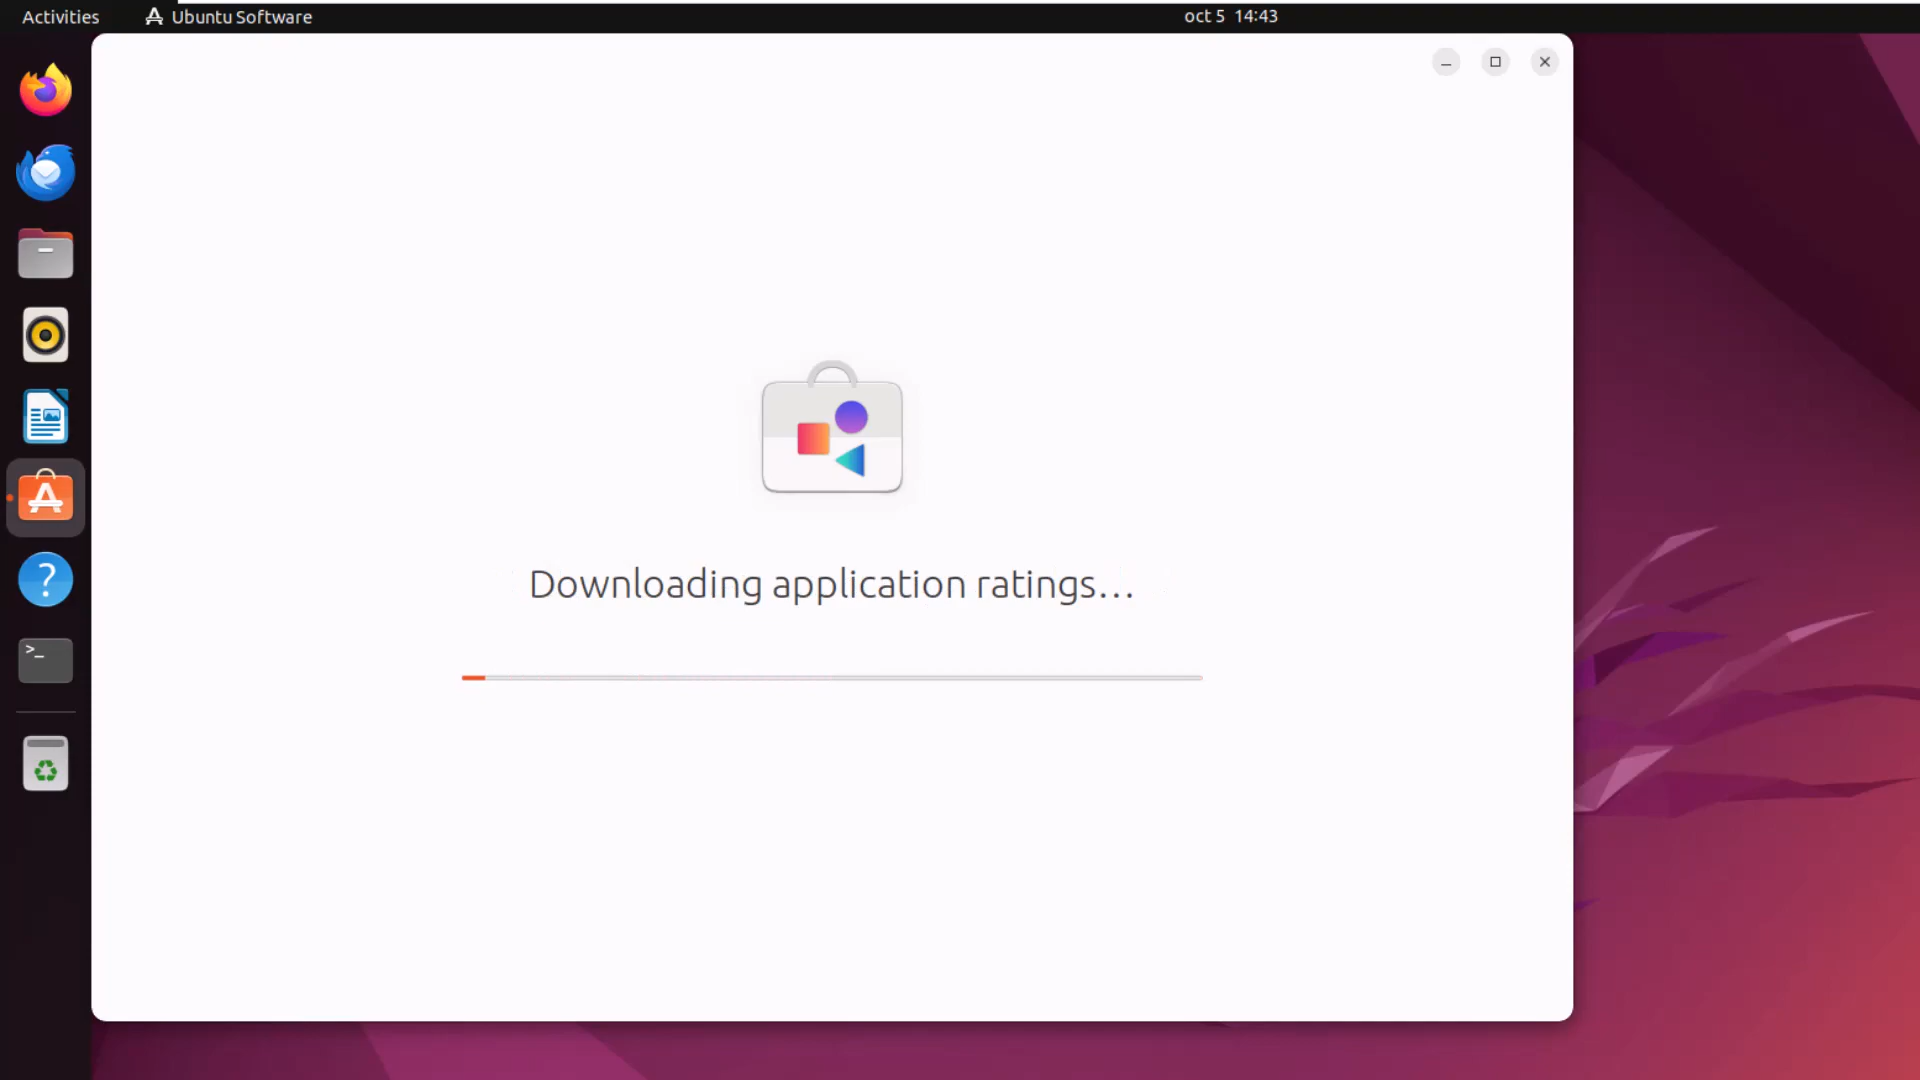 Activities
Ubuntu Software
oct 5 14:43
Downloading application ratings…
>_
?